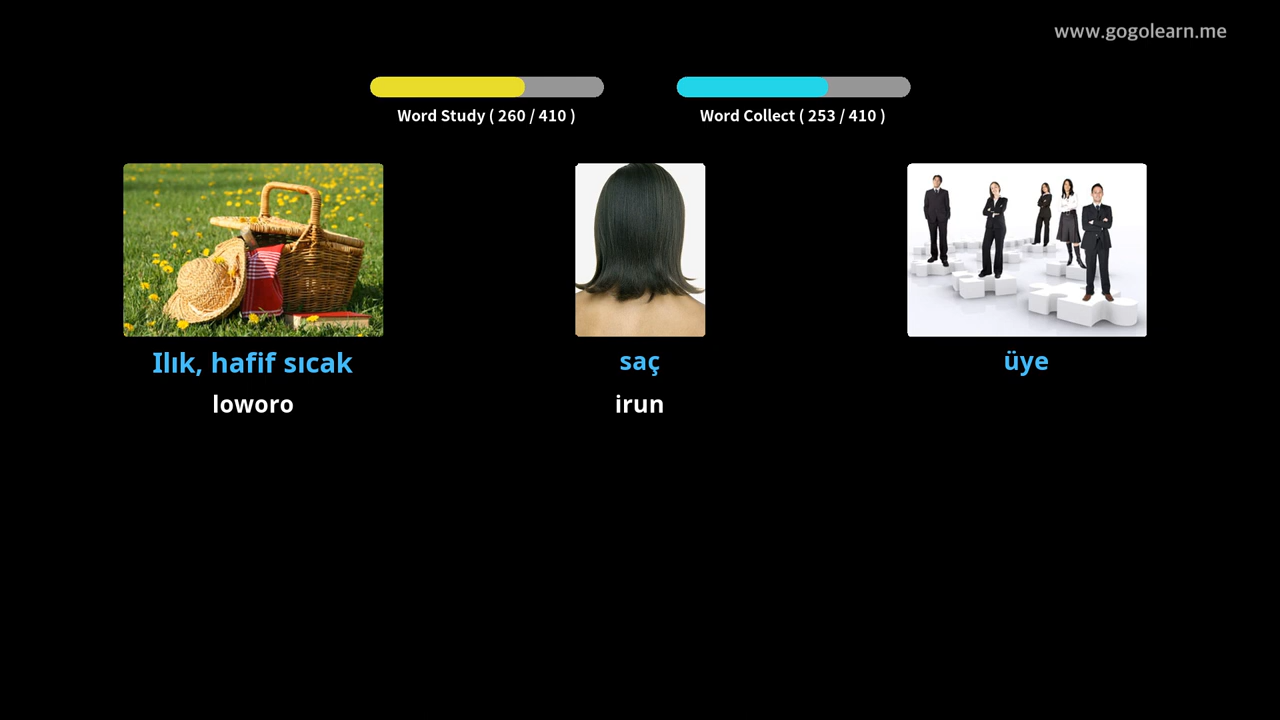 www.gogolearn.me
Word Study ( 260 / 410 )
Word Collect ( 253 / 410 )
Ilık, hafif sıcak
saç
üye
loworo
irun